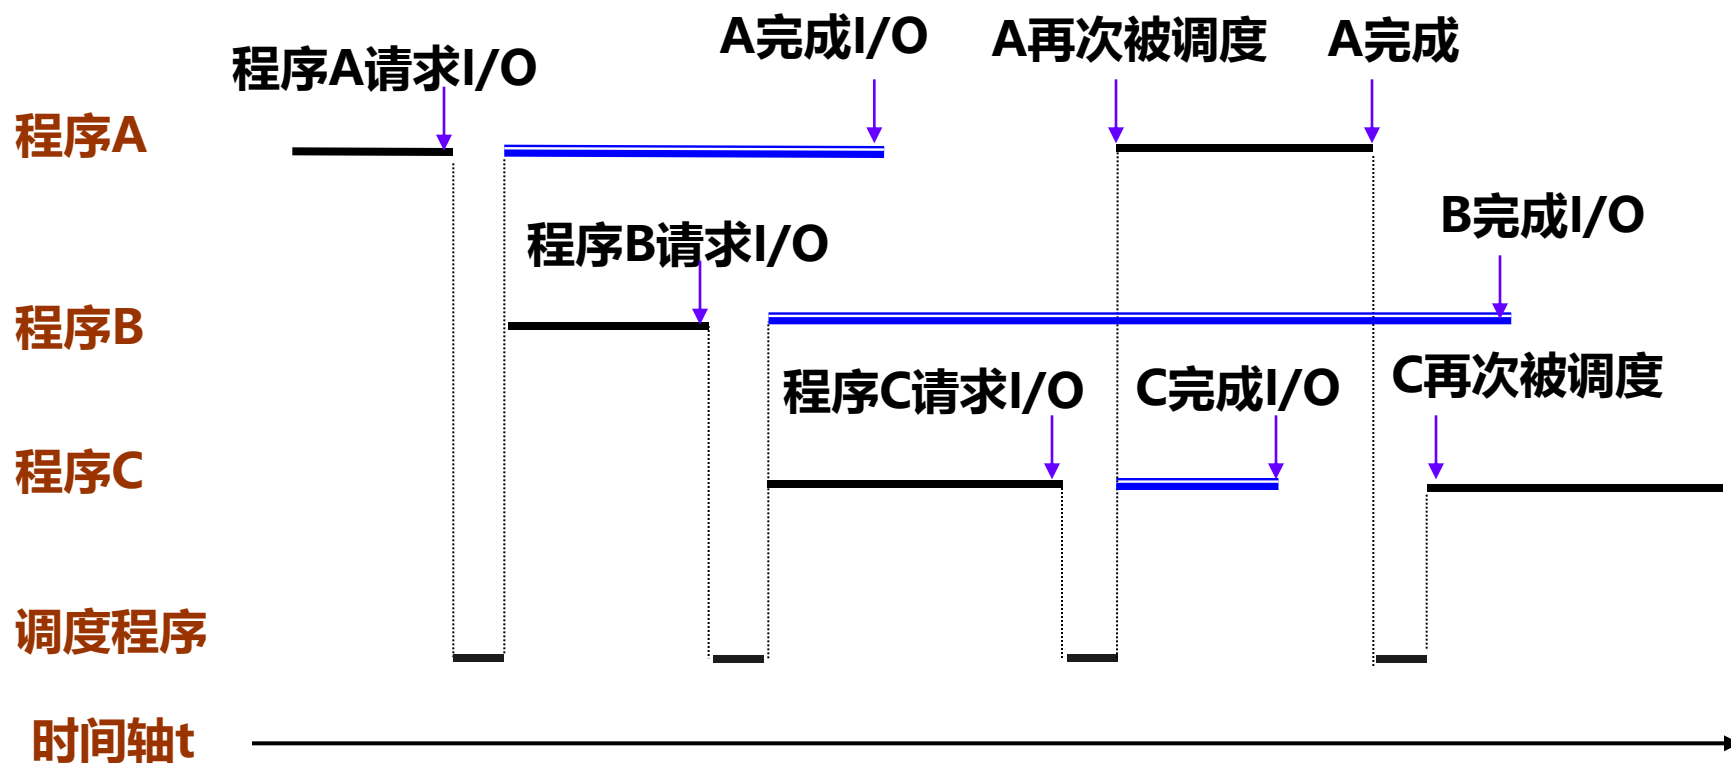 程序A请求I/O
A完成I/O
A再次被调度
A完成
程序A
程序B请求I/O
B完成I/O
程序B
程序C请求I/O
C完成I/O
C再次被调度
程序C
调度程序
时间轴t